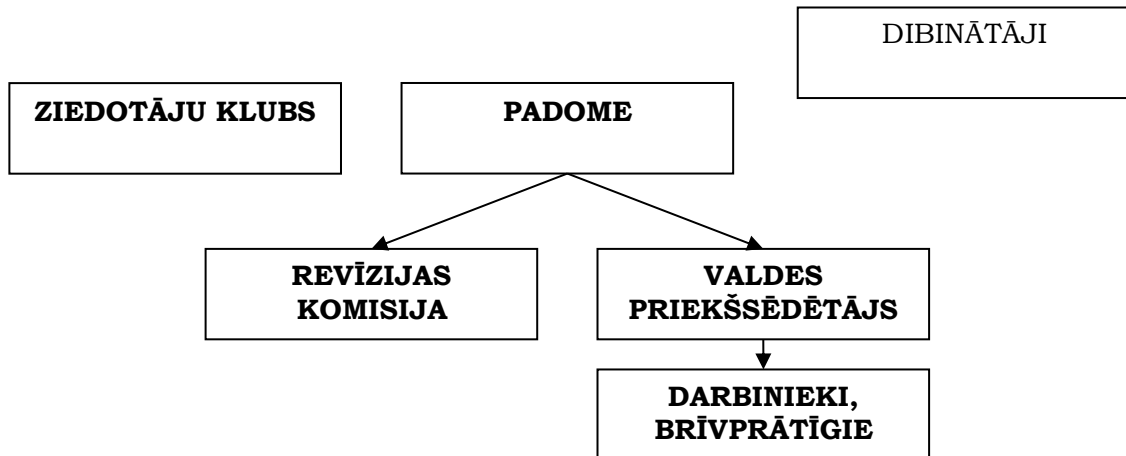 DIBINĀTĀJI
ZIEDOTĀJU KLUBS
PADOME
REVĪZIJAS
KOMISIJA
VALDES
PRIEKŠSĒDĒTĀJS
DARBINIEKI,
BRĪVPRĀTĪGIE